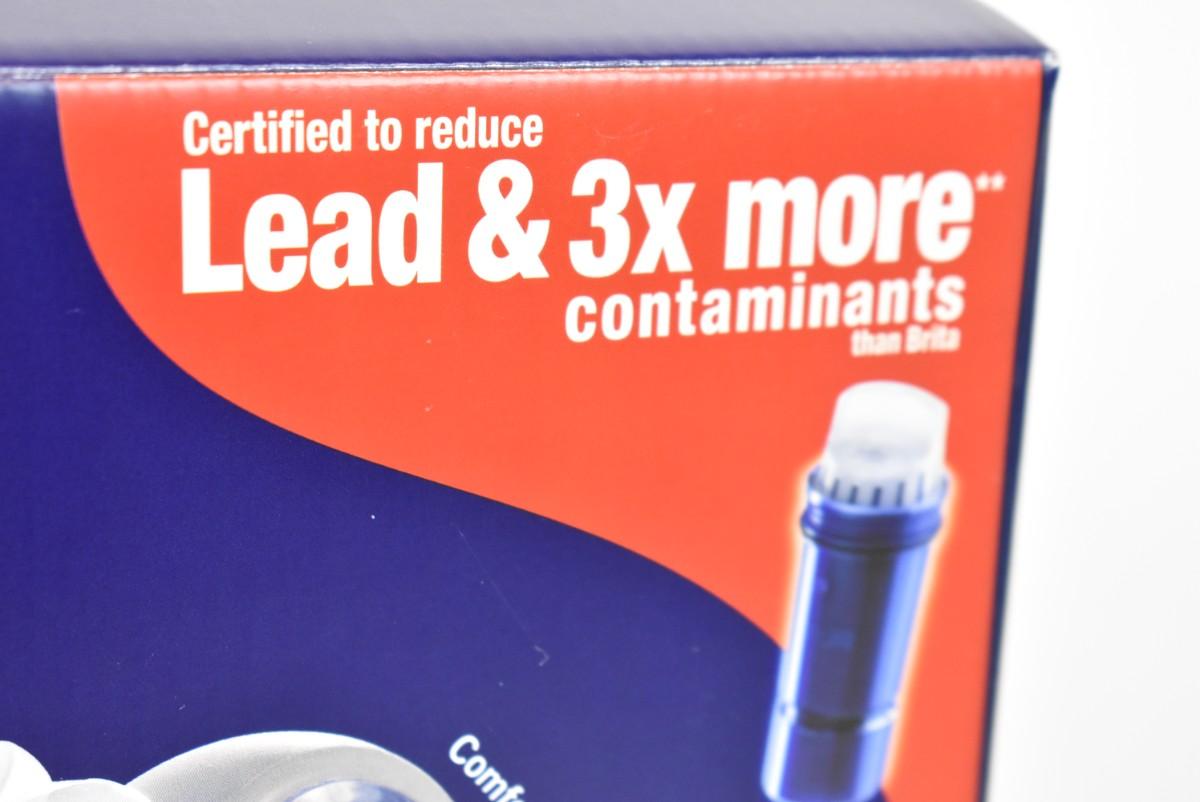 Certified to reduce
Lead & 3x more**
contaminants
than Brita